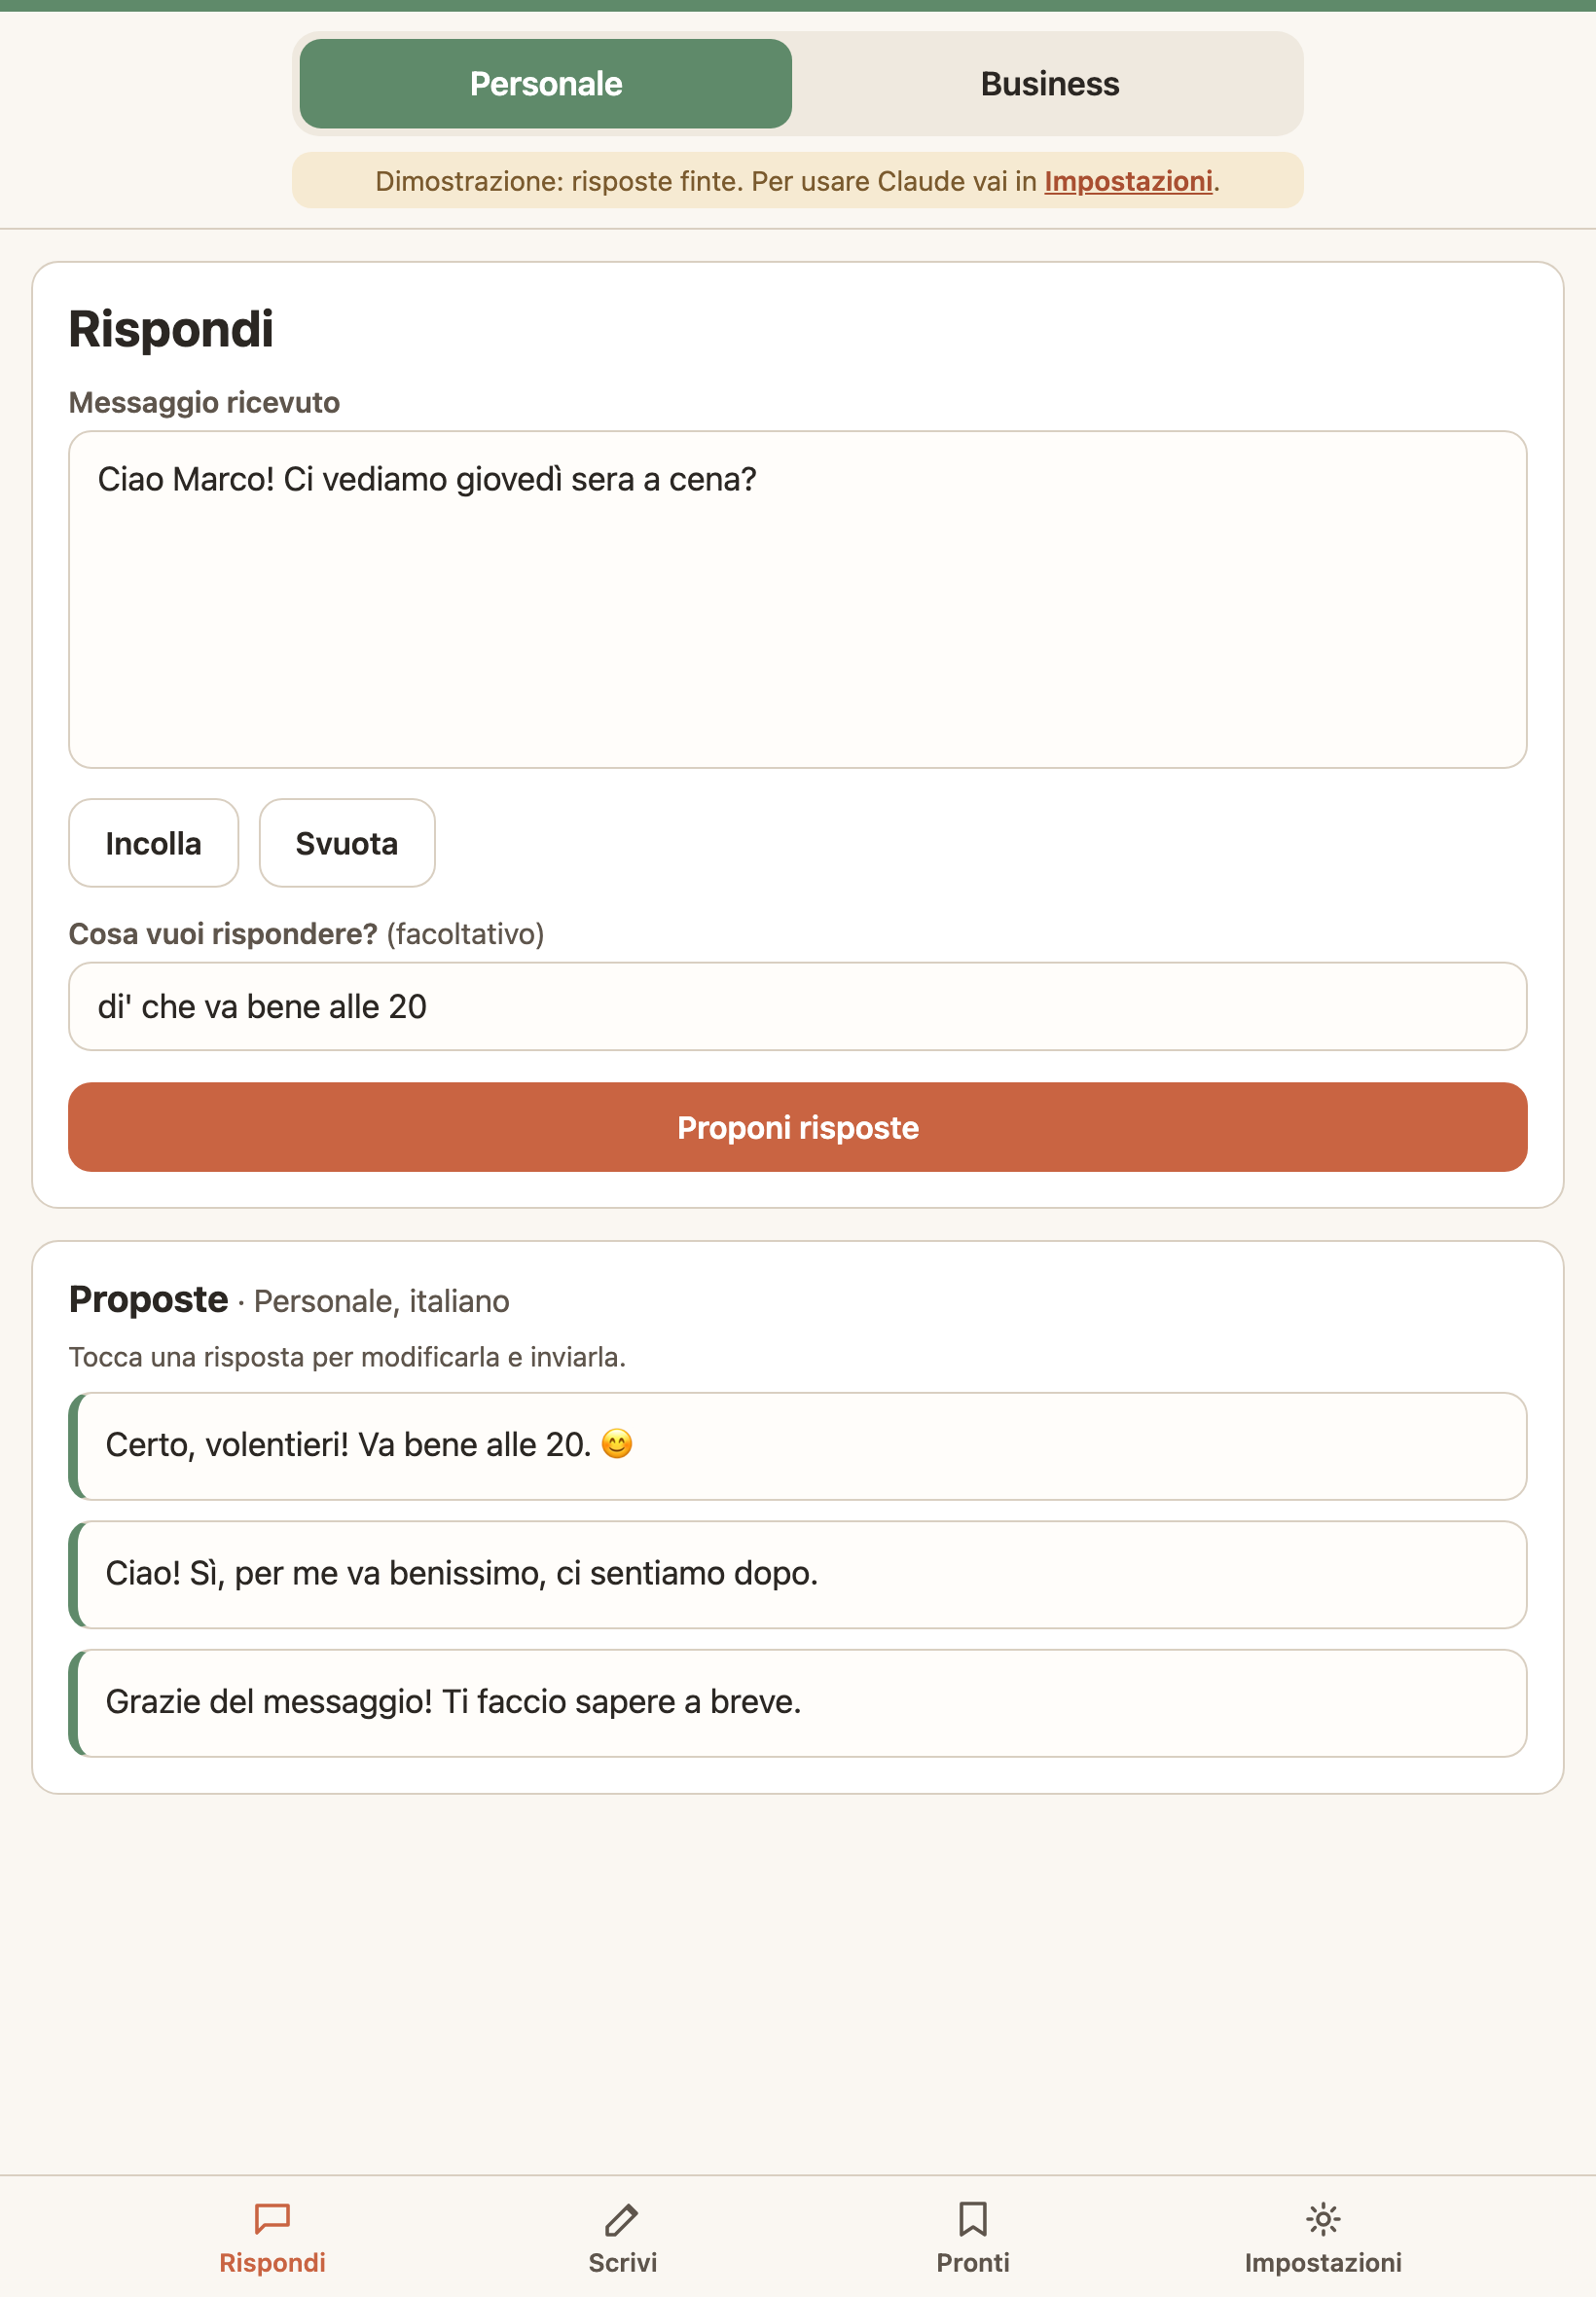 Personale
Business
Dimostrazione: risposte finte. Per usare Claude vai in Impostazioni.
Rispondi
Messaggio ricevuto
Ciao Marco! Ci vediamo giovedì sera a cena?
Incolla
Svuota
Cosa vuoi rispondere? (facoltativo)
di' che va bene alle 20
Proponi risposte
Proposte · Personale, italiano
Tocca una risposta per modificarla e inviarla.
Certo, volentieri! Va bene alle 20. 😊
Ciao! Sì, per me va benissimo, ci sentiamo dopo.
Grazie del messaggio! Ti faccio sapere a breve.
Rispondi
Scrivi
Pronti
Impostazioni